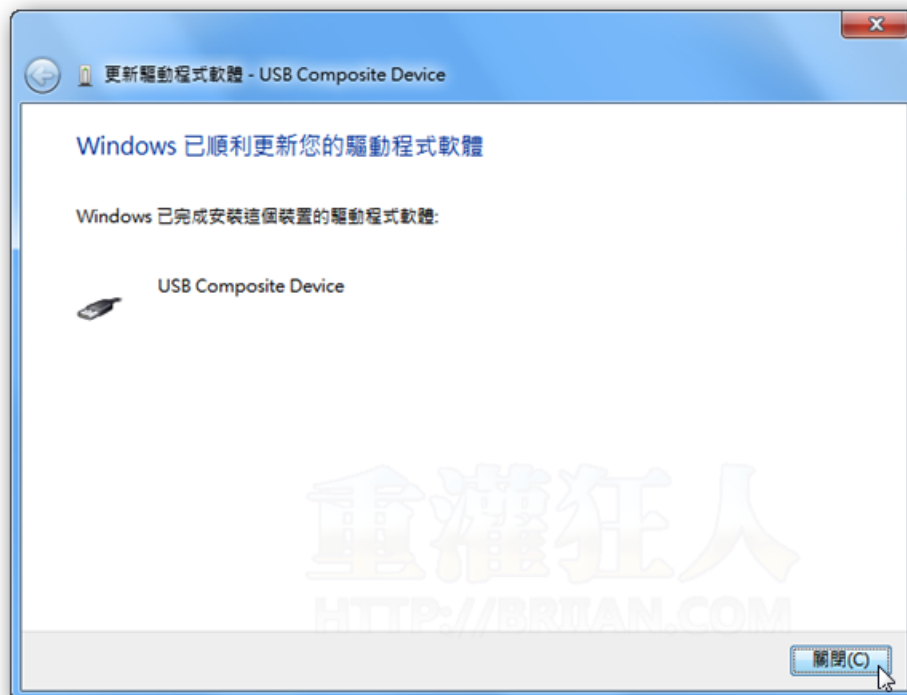 更新驅動程式軟體 - USB Composite Device
Windows 已順利更新您的驅動程式軟體
Windows 已完成安裝這個裝置的驅動程式軟體:
USB Composite Device
重灌狂人
HTTP://BRIIAN.COM
關閉(C)